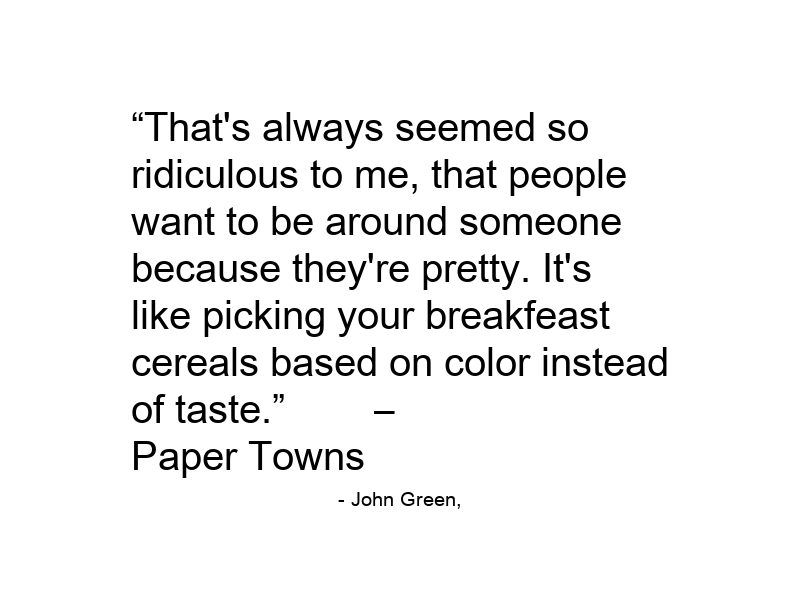 “That's always seemed so
ridiculous to me, that people
want to be around someone
because they're pretty. It's
like picking your breakfeast
cereals based on color instead
of taste.” –
Paper Towns
- John Green,